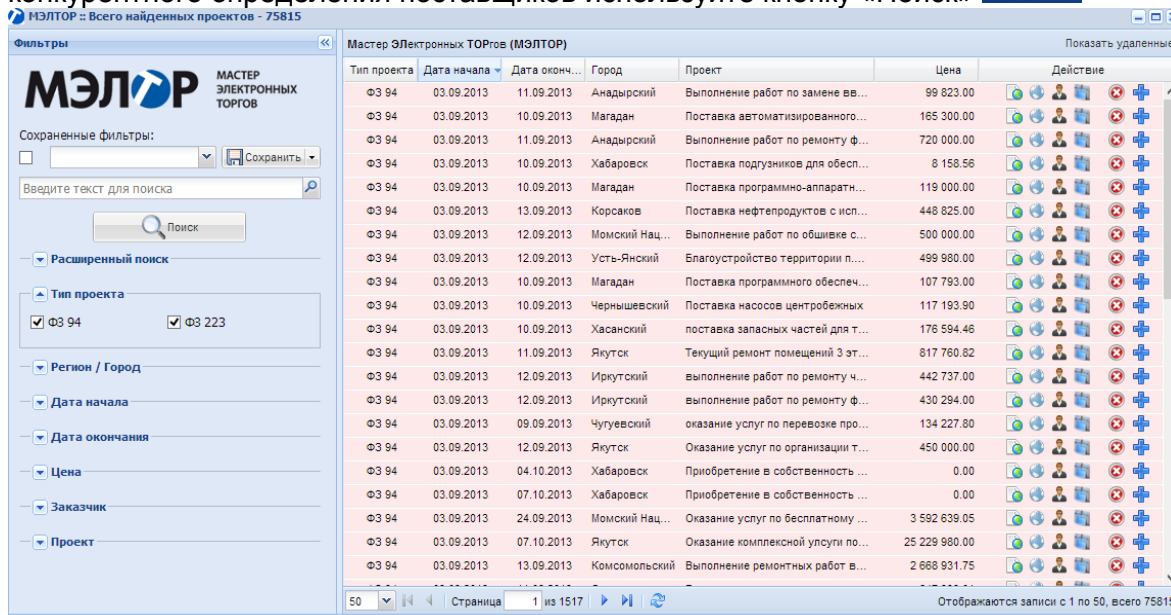 конкурентного определения поставщиков используйте кнопку «Поиск»
МЭЛТОР :: Всего найденных проектов - 75815
Фильтры
МЭЛТОР МАСТЕР ЭЛЕКТРОННЫХ ТОРГОВ
Сохраненные фильтры:
Сохранить
Введите текст для поиска
Поиск
Расширенный поиск
Тип проекта
ФЗ 94 ФЗ 223
Регион / Город
Дата начала
Дата окончания
Цена
Заказчик
Проект
Мастер ЭЛектронных ТОРгов (МЭЛТОР) Показать удаленные
Тип проекта Дата начала Дата оконч... Город Проект Цена Действие
ФЗ 94 03.09.2013 11.09.2013 Анадырский Выполнение работ по замене вв... 99 823.00
ФЗ 94 03.09.2013 10.09.2013 Магадан Поставка автоматизированного... 165 300.00
ФЗ 94 03.09.2013 11.09.2013 Анадырский Выполнение работ по ремонту ф... 720 000.00
ФЗ 94 03.09.2013 10.09.2013 Хабаровск Поставка подгузников для обесп... 8 158.56
ФЗ 94 03.09.2013 10.09.2013 Магадан Поставка программно-аппаратн... 119 000.00
ФЗ 94 03.09.2013 13.09.2013 Корсаков Поставка нефтепродуктов с исп... 448 825.00
ФЗ 94 03.09.2013 12.09.2013 Момский Нац... Выполнение работ по обшивке с... 500 000.00
ФЗ 94 03.09.2013 12.09.2013 Усть-Янский Благоустройство территории п.... 499 980.00
ФЗ 94 03.09.2013 10.09.2013 Магадан Поставка программного обеспеч... 107 793.00
ФЗ 94 03.09.2013 10.09.2013 Чернышевский Поставка насосов центробежных 117 193.90
ФЗ 94 03.09.2013 10.09.2013 Хасанский поставка запасных частей для т... 176 594.46
ФЗ 94 03.09.2013 11.09.2013 Якутск Текущий ремонт помещений 3 эт... 817 760.82
ФЗ 94 03.09.2013 12.09.2013 Иркутский выполнение работ по ремонту ч... 442 737.00
ФЗ 94 03.09.2013 12.09.2013 Иркутский выполнение работ по ремонту ф... 430 294.00
ФЗ 94 03.09.2013 09.09.2013 Чугуевский оказание услуг по перевозке про... 134 227.80
ФЗ 94 03.09.2013 12.09.2013 Якутск Оказание услуг по организации т... 450 000.00
ФЗ 94 03.09.2013 04.10.2013 Хабаровск Приобретение в собственность ... 0.00
ФЗ 94 03.09.2013 07.10.2013 Хабаровск Приобретение в собственность ... 0.00
ФЗ 94 03.09.2013 24.09.2013 Момский Нац... Оказание услуг по бесплатному ... 3 592 639.05
ФЗ 94 03.09.2013 07.10.2013 Якутск Оказание комплексной улсуги по... 25 229 980.00
ФЗ 94 03.09.2013 13.09.2013 Комсомольский Выполнение ремонтных работ в... 2 668 931.75
50 Страница 1 из 1517 Отображаются записи с 1 по 50, всего 75815